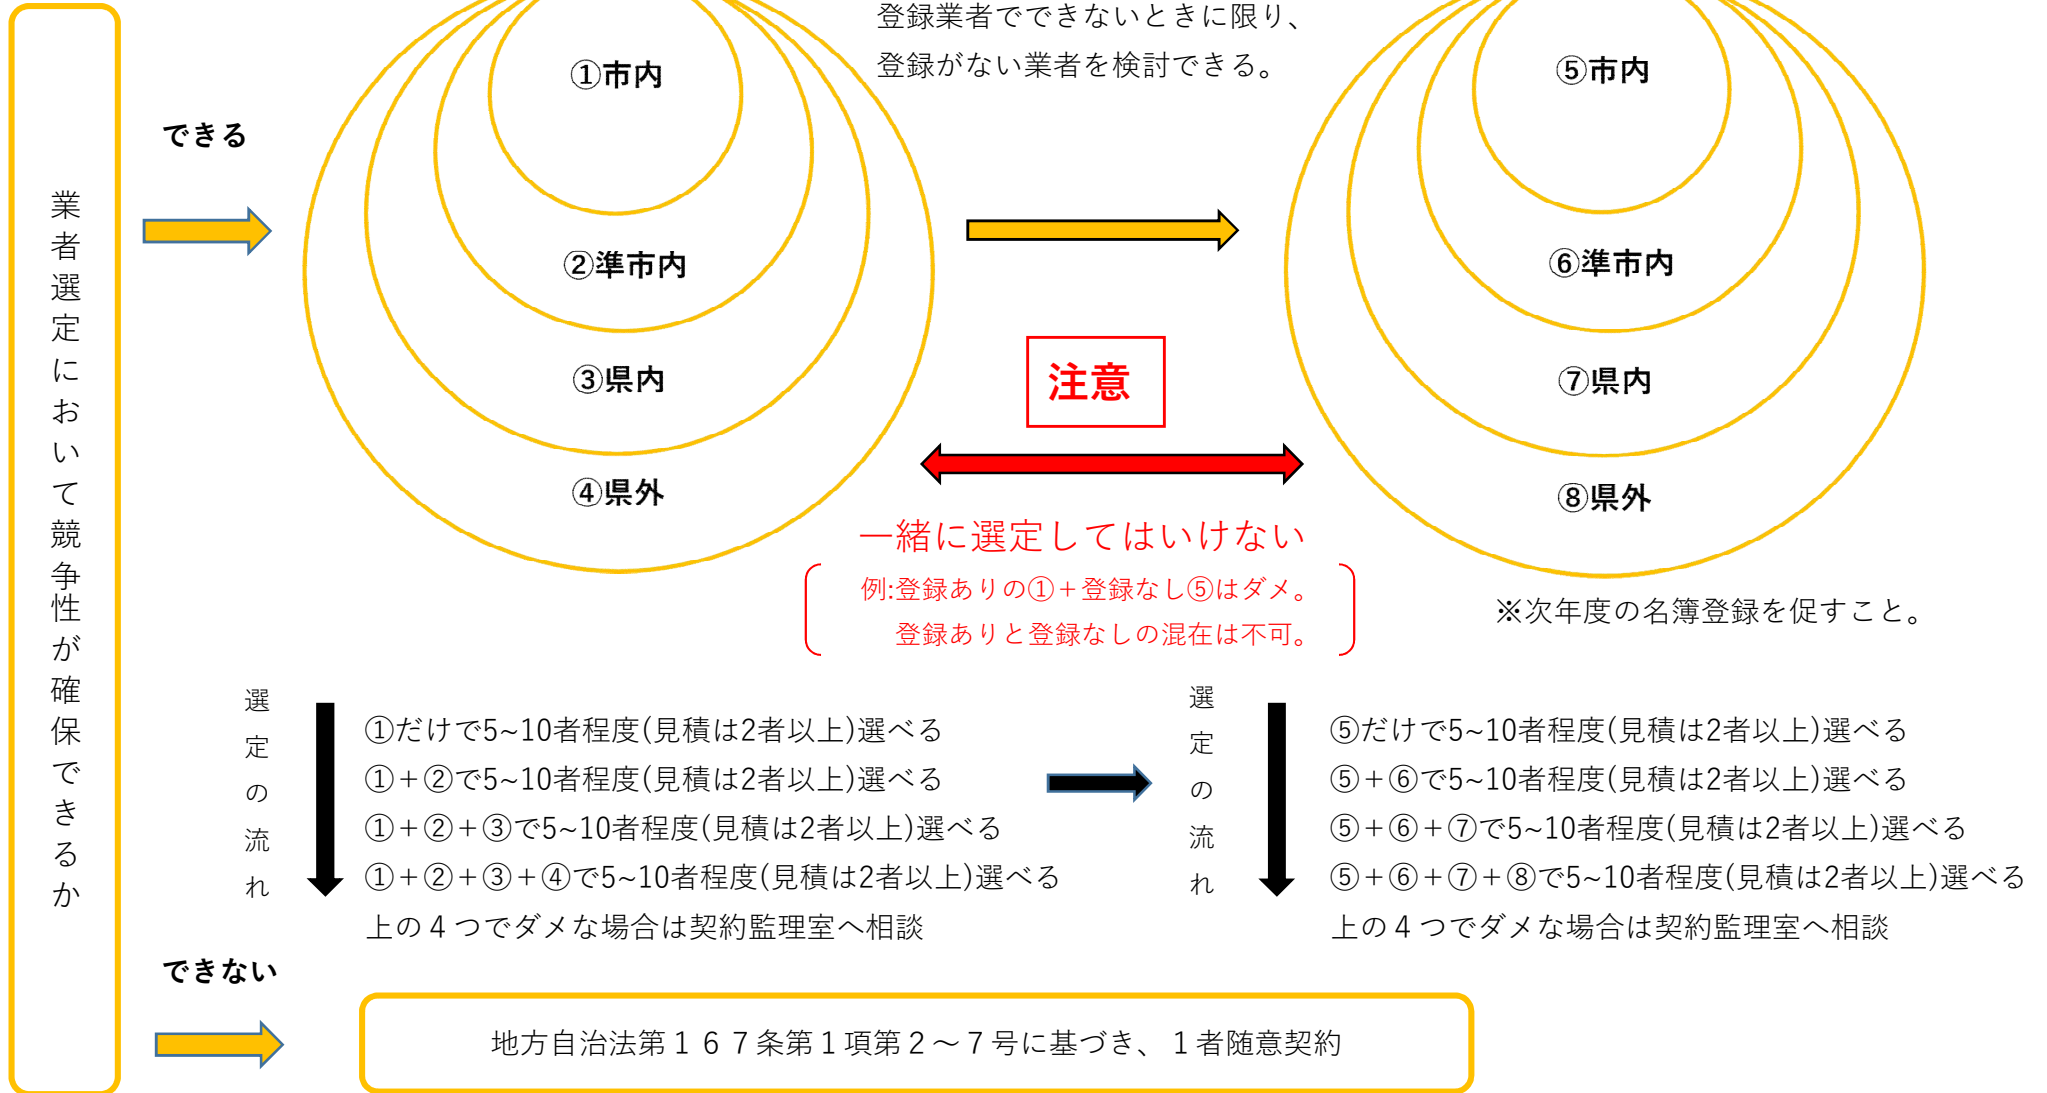 業者選定において競争性が確保できるか
できる
①市内
②準市内
③県内
④県外
登録業者でできないときに限り、
登録がない業者を検討できる。
⑤市内
⑥準市内
⑦県内
⑧県外
注意
一緒に選定してはいけない
例:登録ありの①+登録なし⑤はダメ。
登録ありと登録なしの混在は不可。
※次年度の名簿登録を促すこと。
選定の流れ
①だけで5~10者程度(見積は2者以上)選べる
①+②で5~10者程度(見積は2者以上)選べる
①+②+③で5~10者程度(見積は2者以上)選べる
①+②+③+④で5~10者程度(見積は2者以上)選べる
上の4つでダメな場合は契約監理室へ相談
選定の流れ
⑤だけで5~10者程度(見積は2者以上)選べる
⑤+⑥で5~10者程度(見積は2者以上)選べる
⑤+⑥+⑦で5~10者程度(見積は2者以上)選べる
⑤+⑥+⑦+⑧で5~10者程度(見積は2者以上)選べる
上の4つでダメな場合は契約監理室へ相談
できない
地方自治法第167条第1項第2～7号に基づき、1者随意契約